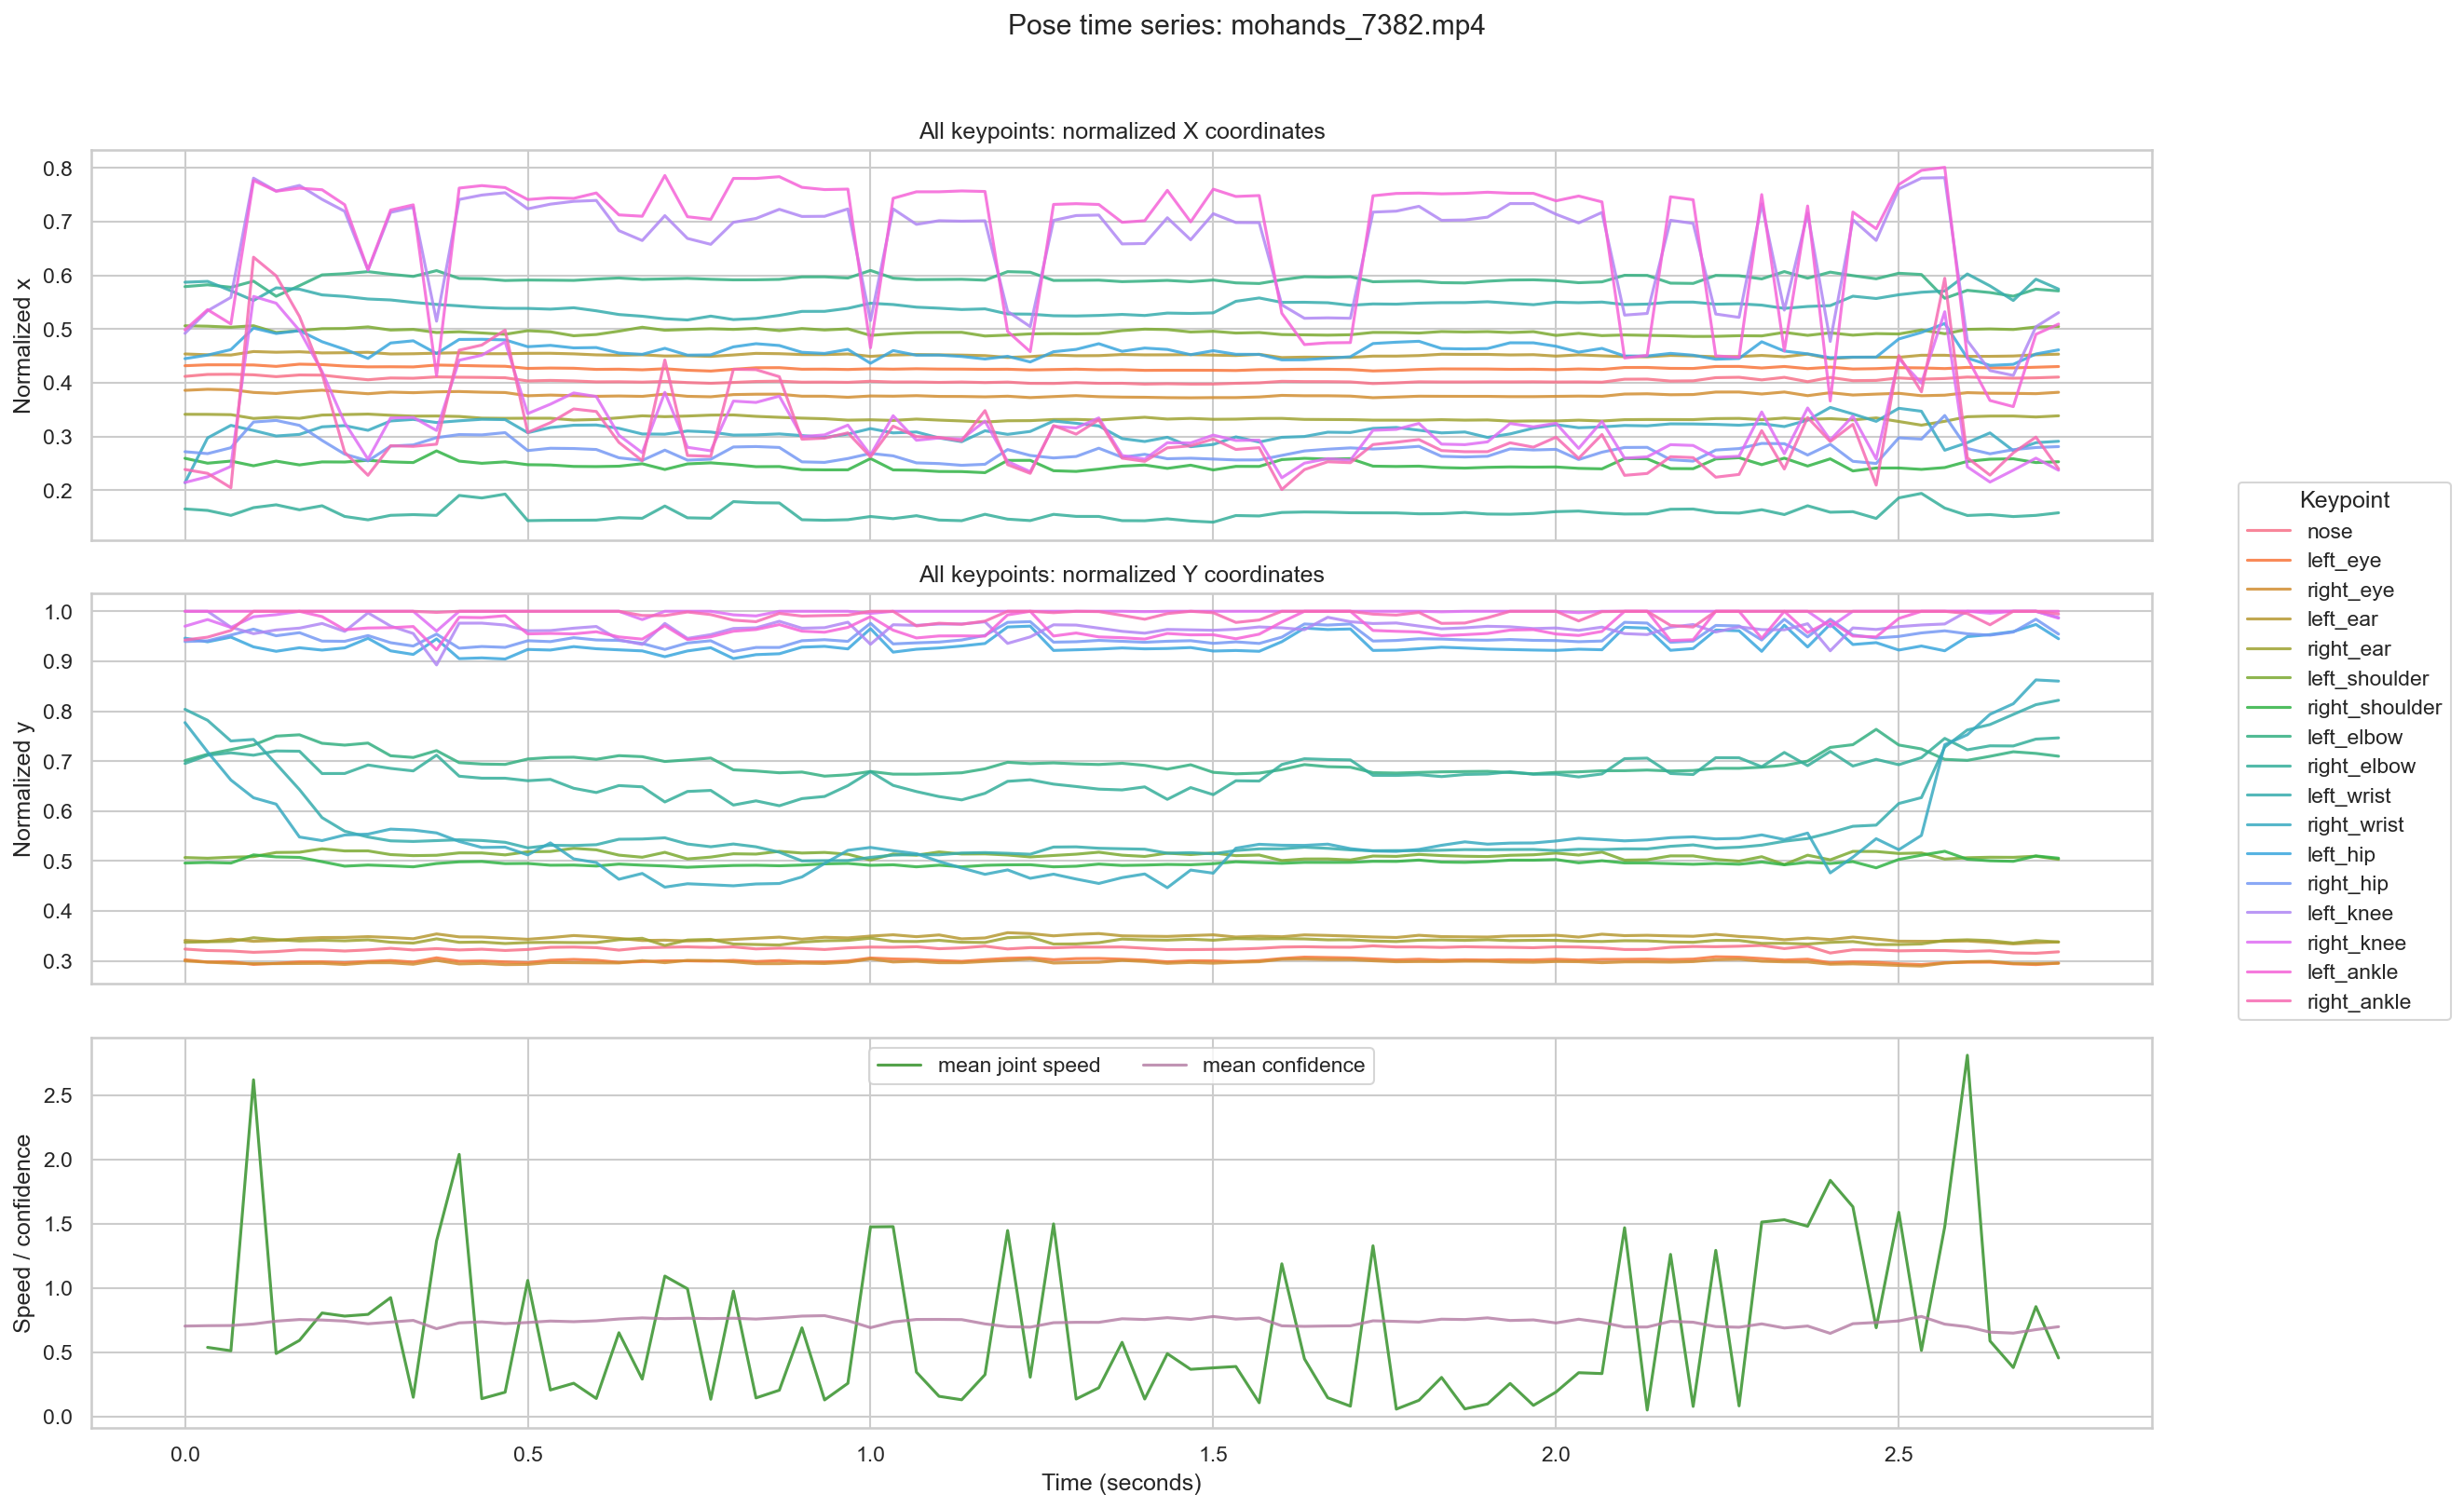 Pose time series: mohands_7382.mp4
All keypoints: normalized X coordinates
Normalized x
0.8
0.7
0.6
0.5
0.4
0.3
0.2
All keypoints: normalized Y coordinates
Normalized y
1.0
0.9
0.8
0.7
0.6
0.5
0.4
0.3
Keypoint
nose
left_eye
right_eye
left_ear
right_ear
left_shoulder
right_shoulder
left_elbow
right_elbow
left_wrist
right_wrist
left_hip
right_hip
left_knee
right_knee
left_ankle
right_ankle
mean joint speed mean confidence
Speed / confidence
2.5
2.0
1.5
1.0
0.5
0.0
0.0 0.5 1.0 1.5 2.0 2.5
Time (seconds)